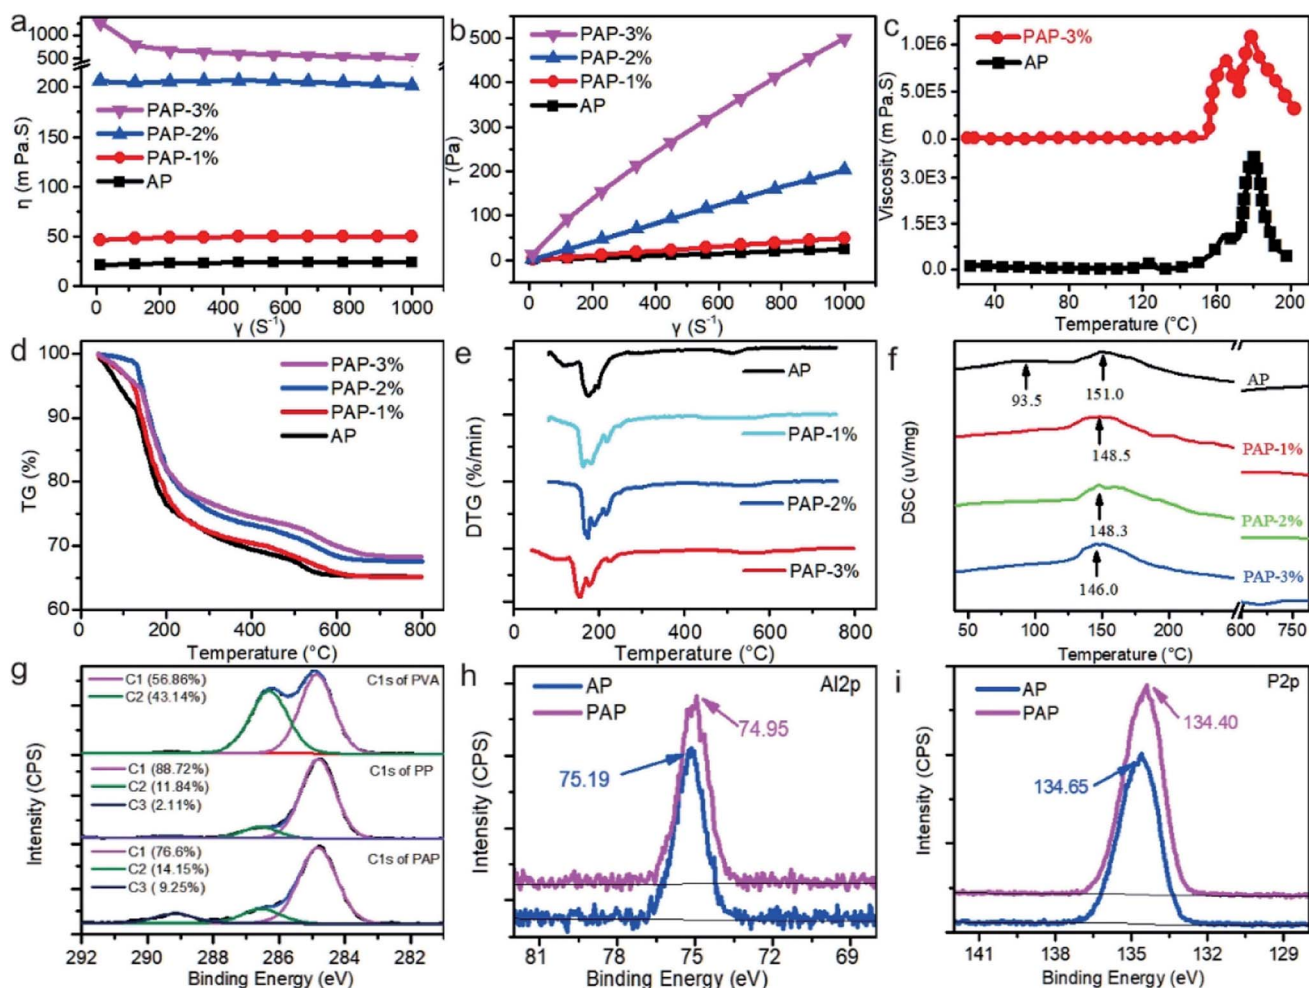 a
1000
500
200
150
100
50
0
η (m Pa.S)
PAP-3%
PAP-2%
PAP-1%
AP
0 200 400 600 800 1000
γ (S⁻¹)
b
500
400
300
200
100
0
τ (Pa)
PAP-3%
PAP-2%
PAP-1%
AP
0 200 400 600 800 1000
γ (S⁻¹)
c
PAP-3%
AP
1.0E6
5.0E5
0.0
3.0E3
1.5E3
0.0
Viscosity (m Pa.S)
40 80 120 160 200
Temperature (°C)
d
100
90
80
70
60
TG (%)
PAP-3%
PAP-2%
PAP-1%
AP
0 200 400 600 800
Temperature (°C)
e
AP
PAP-1%
PAP-2%
PAP-3%
DTG (%/min)
0 200 400 600 800
Temperature (°C)
f
AP
93.5
151.0
PAP-1%
148.5
PAP-2%
148.3
PAP-3%
146.0
DSC (uV/mg)
50 100 150 200 600 750
Temperature (°C)
g
C1 (56.86%)
C2 (43.14%)
C1s of PVA
C1 (88.72%)
C2 (11.84%)
C3 (2.11%)
C1s of PP
C1 (76.6%)
C2 (14.15%)
C3 ( 9.25%)
C1s of PAP
Intensity (CPS)
292 290 288 286 284 282
Binding Energy (eV)
h
AP
PAP
Al2p
74.95
75.19
Intensity (CPS)
81 78 75 72 69
Binding Energy (eV)
i
AP
PAP
P2p
134.40
134.65
Intensity (CPS)
141 138 135 132 129
Binding Energy (eV)